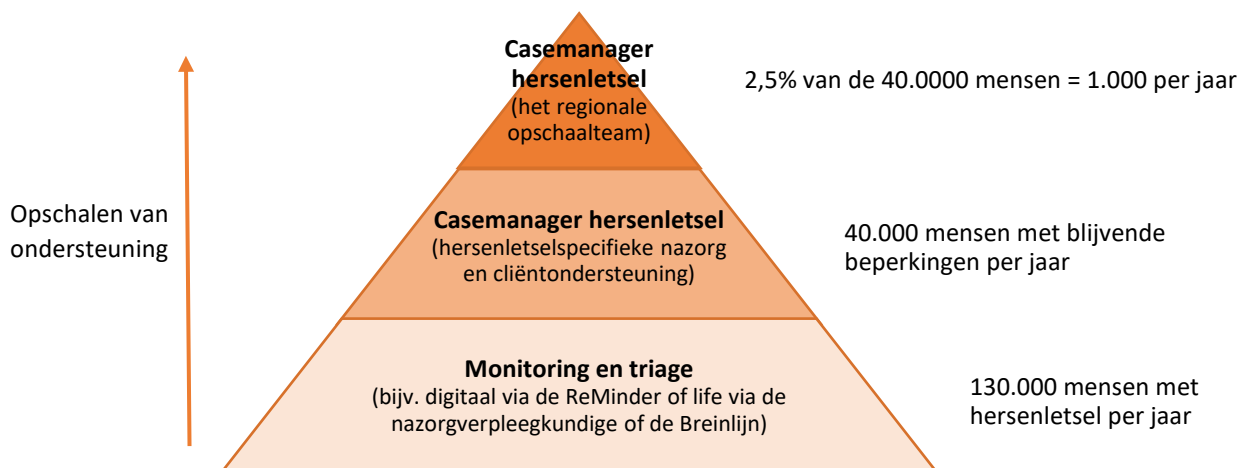 Casemanager
hersenletsel
(het regionale
opschaalteam)
2,5% van de 40.0000 mensen = 1.000 per jaar
Opschalen van
ondersteuning
Casemanager hersenletsel
(hersenletselspecifieke nazorg
en cliëntondersteuning)
40.000 mensen met blijvende
beperkingen per jaar
Monitoring en triage
(bijv. digitaal via de ReMinder of life via de
nazorgverpleegkundige of de Breinlijn)
130.000 mensen met
hersenletsel per jaar